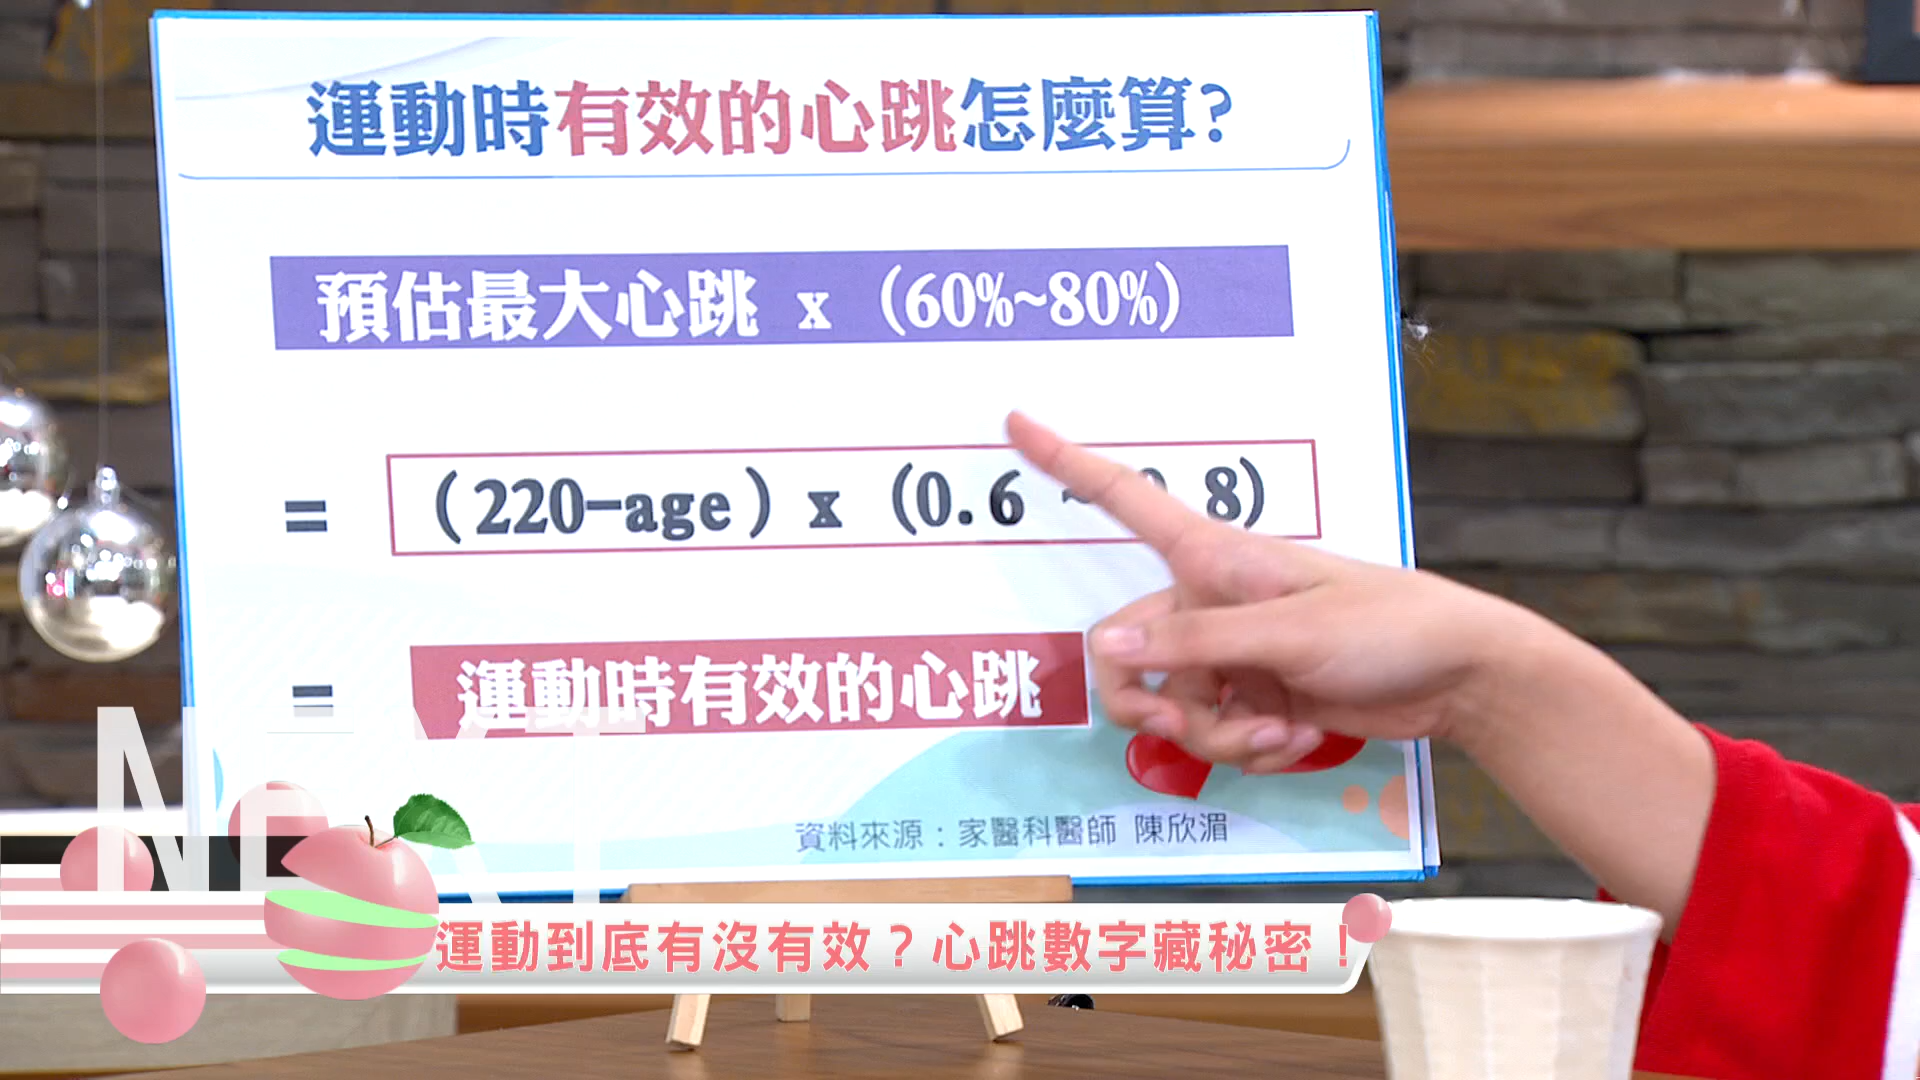 運動時有效的心跳怎麼算?
預估最大心跳 x (60%~80%)
= (220-age) x (0.6 ~ 0.8)
= 運動時有效的心跳
資料來源：家醫科醫師 陳欣湄
NEXT
運動到底有沒有效？心跳數字藏秘密！